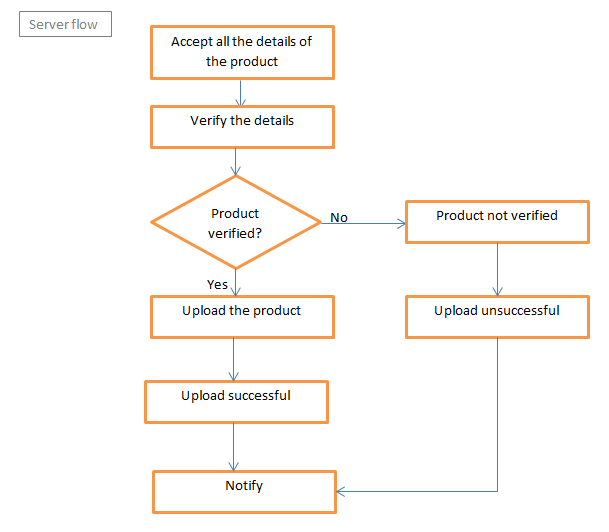 Server flow
Accept all the details of
the product
Verify the details
Product
verified?
No
Product not verified
Yes
Upload the product
Upload unsuccessful
Upload successful
Notify